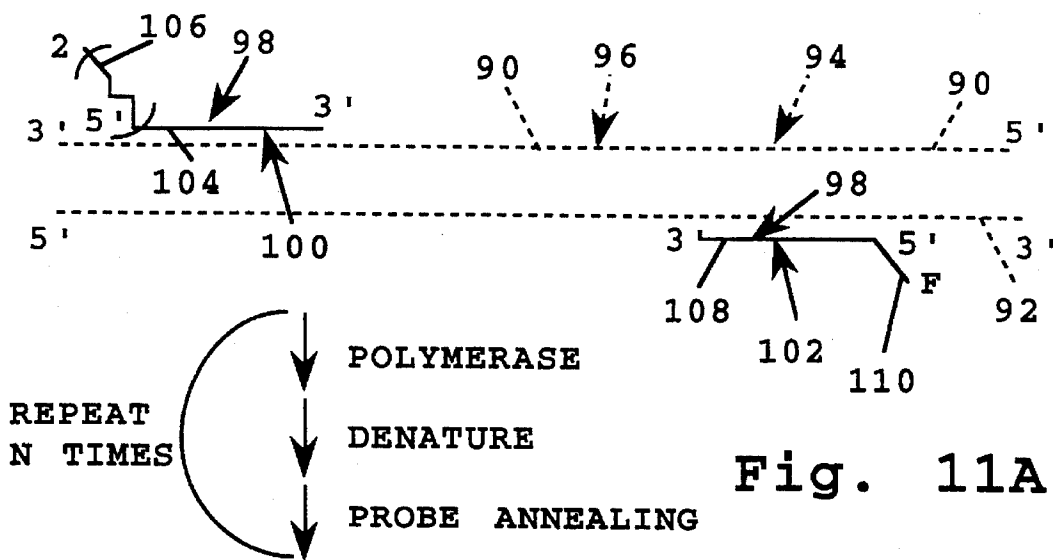 2 106 98 90 96 94 90
3' 5' 3' 5'
104 100 98
5' 3' 5' 3'
108 102 110 F 92
POLYMERASE
REPEAT
N TIMES
DENATURE
PROBE ANNEALING
Fig. 11A